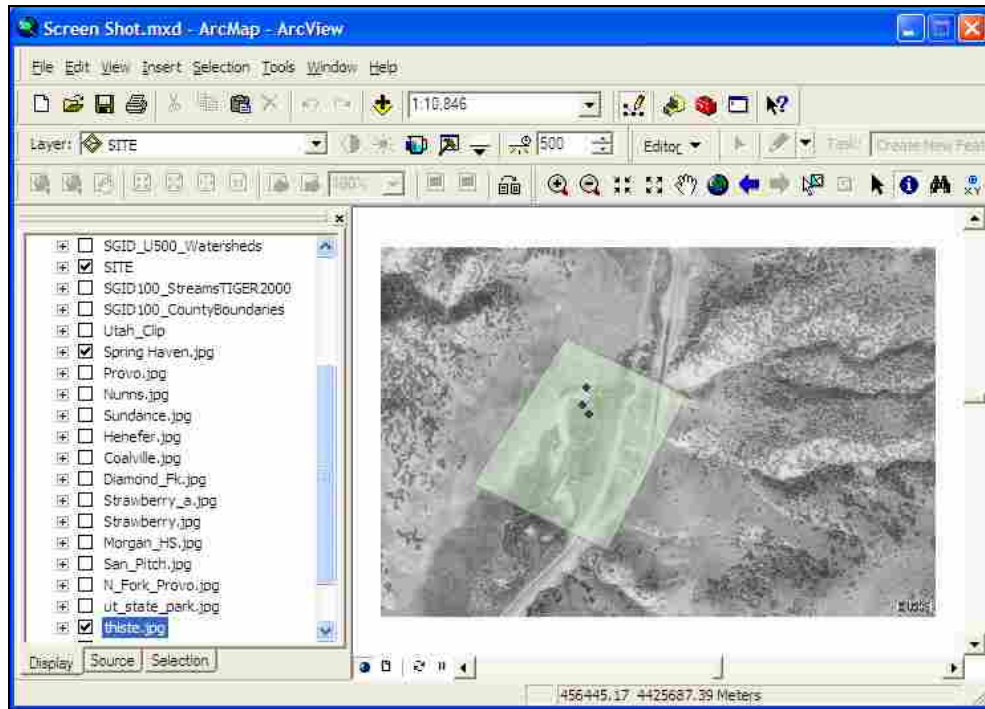 Screen Shot.mxd - ArcMap - ArcView
File Edit View Insert Selection Tools Window Help
1:10,846
Layer: SITE 500 Editor Task: Create New Feat
100%
SGID_U500_Watersheds
SITE
SGID100_StreamsTIGER2000
SGID100_CountyBoundaries
Utah_Clip
Spring Haven.jpg
Provo.jpg
Nunns.jpg
Sundance.jpg
Henefer.jpg
Coalville.jpg
Diamond_Fk.jpg
Strawberry_a.jpg
Strawberry.jpg
Morgan_HS.jpg
San_Pitch.jpg
N_Fork_Provo.jpg
ut_state_park.jpg
thiste.jpg
USGS
Display Source Selection
456445.17 4425687.39 Meters